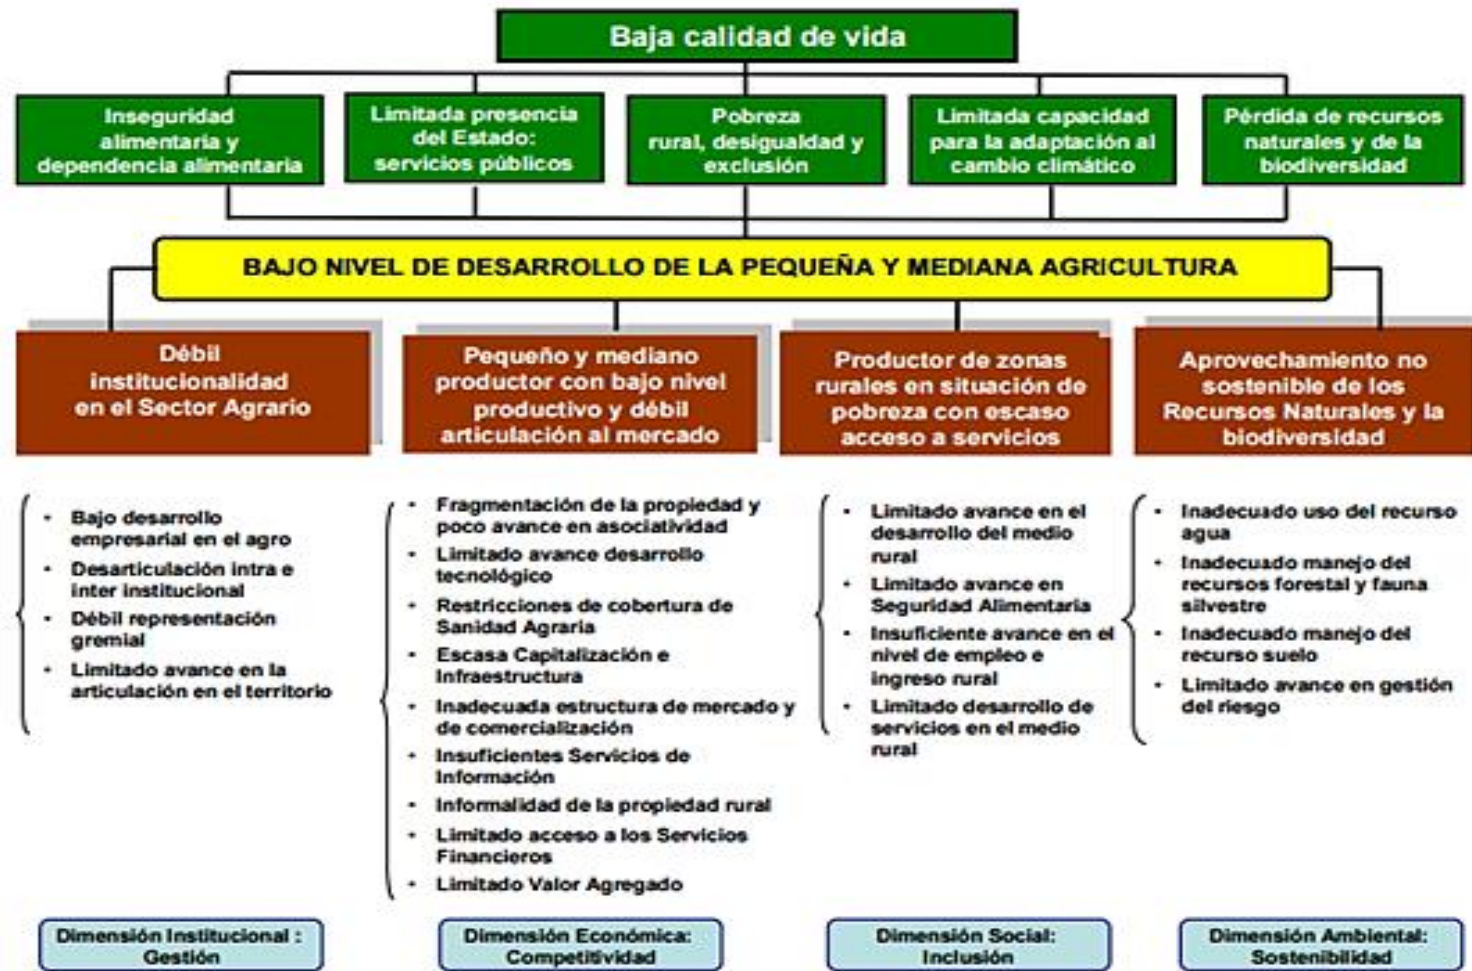 Baja calidad de vida
Inseguridad
alimentaria y
dependencia alimentaria
Limitada presencia
del Estado:
servicios públicos
Pobreza
rural, desigualdad y
exclusión
Limitada capacidad
para la adaptación al
cambio climático
Pérdida de recursos
naturales y de la
biodiversidad
BAJO NIVEL DE DESARROLLO DE LA PEQUEÑA Y MEDIANA AGRICULTURA
Débil
institucionalidad
en el Sector Agrario
Pequeño y mediano
productor con bajo nivel
productivo y débil
articulación al mercado
Productor de zonas
rurales en situación de
pobreza con escaso
acceso a servicios
Aprovechamiento no
sostenible de los
Recursos Naturales y la
biodiversidad
• Bajo desarrollo
empresarial en el agro
• Desarticulación intra e
inter institucional
• Débil representación
gremial
• Limitado avance en la
articulación en el territorio
• Fragmentación de la propiedad y
poco avance en asociatividad
• Limitado avance desarrollo
tecnológico
• Restricciones de cobertura de
Sanidad Agraria
• Escasa Capitalización e
Infraestructura
• Inadecuada estructura de mercado y
de comercialización
• Insuficientes Servicios de
Información
• Informalidad de la propiedad rural
• Limitado acceso a los Servicios
Financieros
• Limitado Valor Agregado
• Limitado avance en el
desarrollo del medio
rural
• Limitado avance en
Seguridad Alimentaria
• Insuficiente avance en el
nivel de empleo e
ingreso rural
• Limitado desarrollo de
servicios en el medio
rural
• Inadecuado uso del recurso
agua
• Inadecuado manejo del
recursos forestal y fauna
silvestre
• Inadecuado manejo del
recurso suelo
• Limitado avance en gestión
del riesgo
Dimensión Institucional :
Gestión
Dimensión Económica:
Competitividad
Dimensión Social:
Inclusión
Dimensión Ambiental:
Sostenibilidad